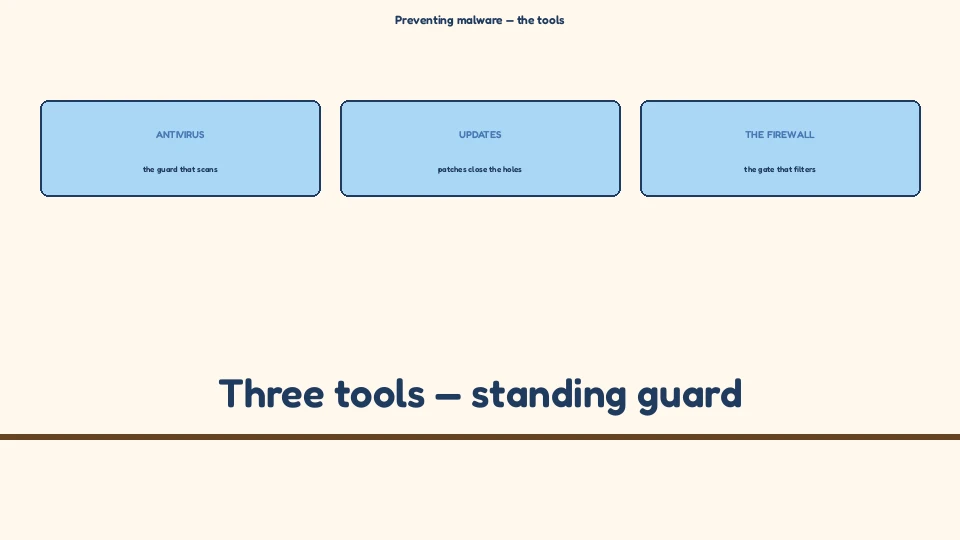 Preventing malware — the tools
ANTIVIRUS
the guard that scans
UPDATES
patches close the holes
THE FIREWALL
the gate that filters
Three tools — standing guard